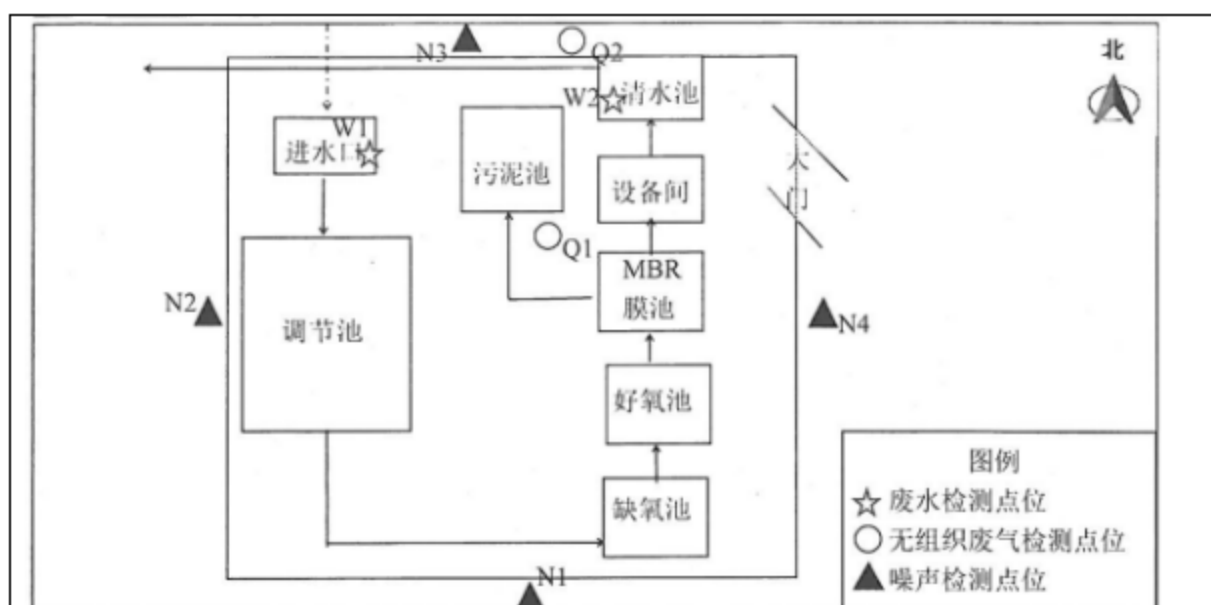 N3
Q2
北
W2
清水池
W1
进水口
污泥池
设备间
大门
Q1
MBR
膜池
N2
调节池
N4
好氧池
图例
缺氧池
废水检测点位
无组织废气检测点位
N1
噪声检测点位